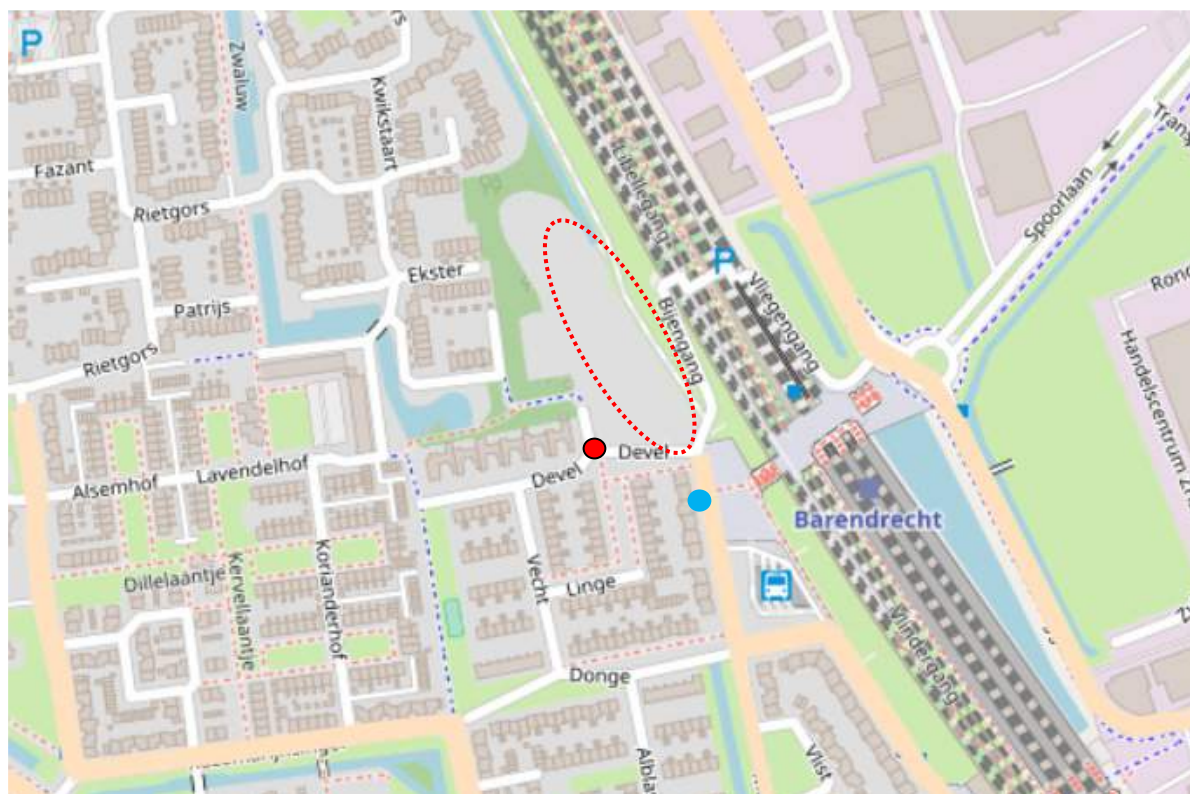 P
Zwaluw
Kwikstaart
Fazant
Rietgors
Ekster
Patrijs
Rietgors
Libellegang
P
Vliegengang
Bijengang
Spoorlaan
Handelscentrum
Devel
Devel
Lavendelhof
Alsemhof
Barendrecht
Dillelaantje
Kervellaantje
Korianderhof
Vecht
Linge
Donge
Vlindergang
Vlist